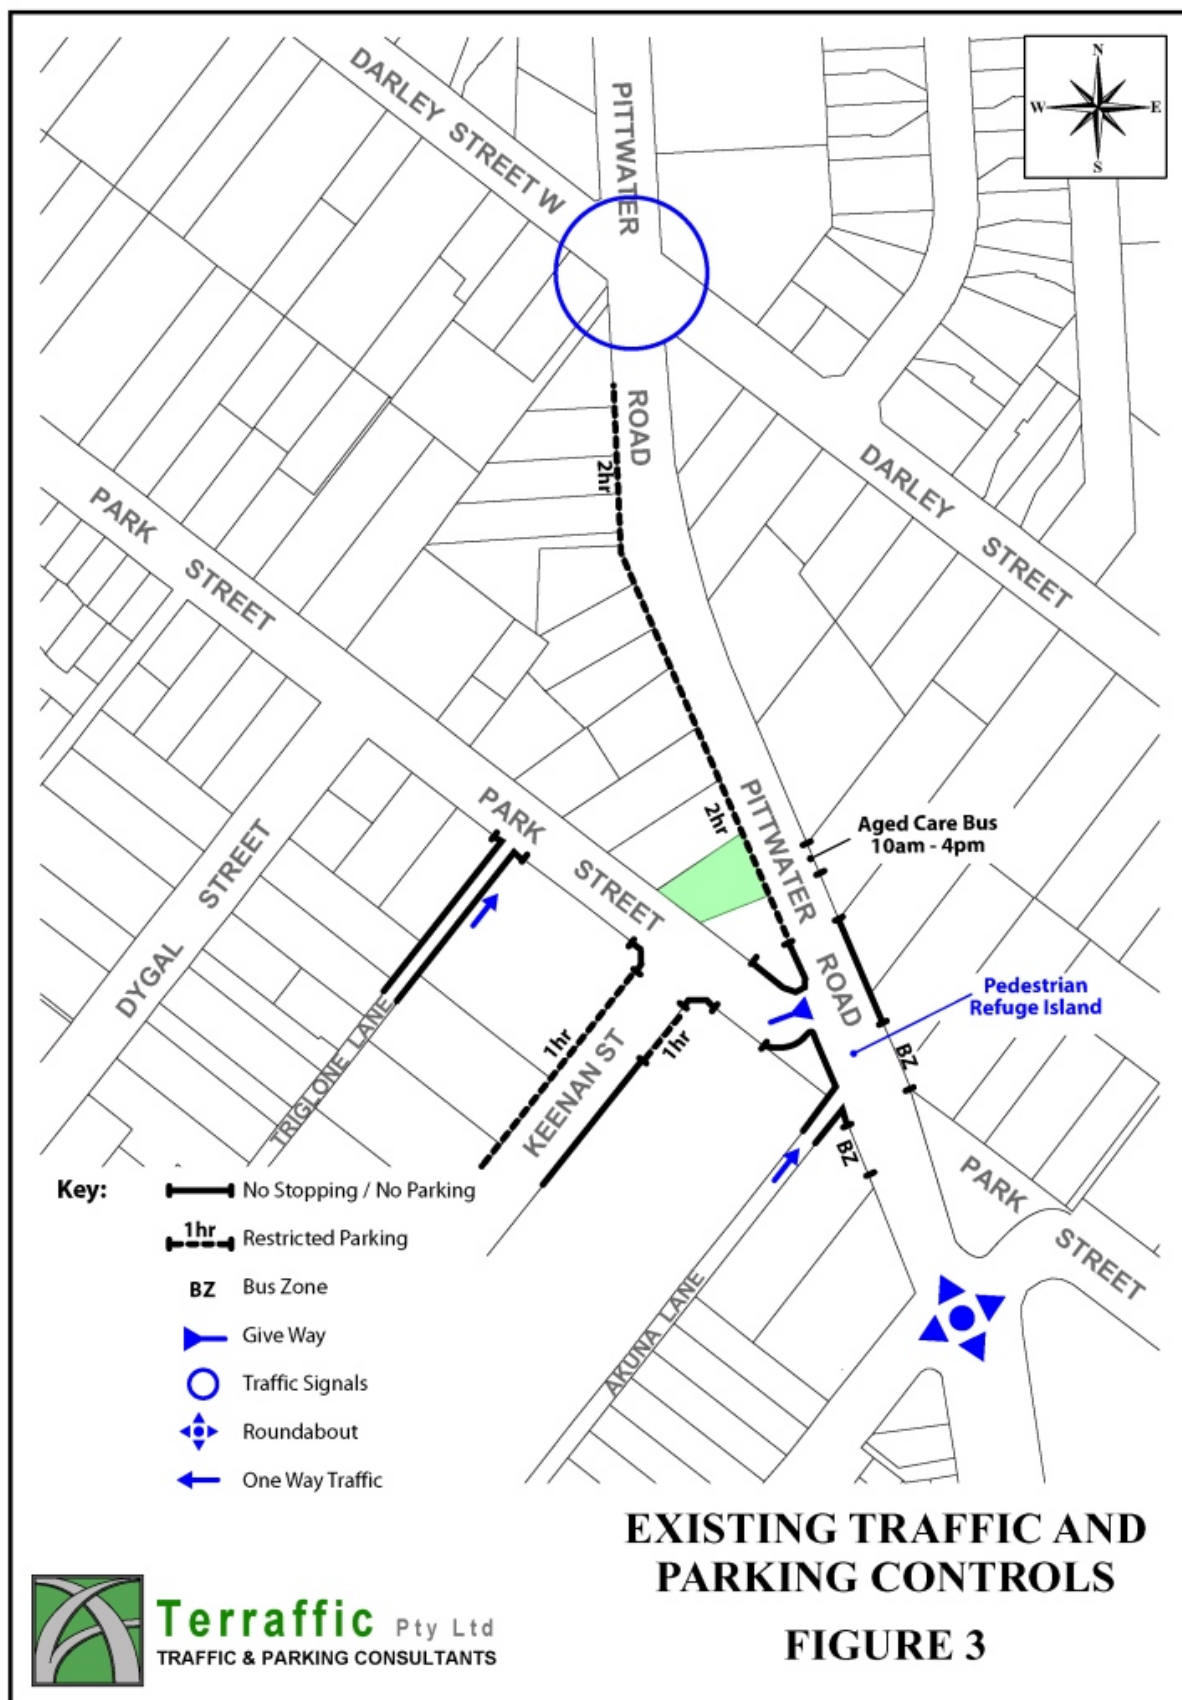 DARLEY STREET W
PITTWATER
N
W E
S
ROAD
2hr
DARLEY STREET
PARK STREET
PITTWATER
2hr
Aged Care Bus
10am - 4pm
PARK STREET
DYGAL STREET
ROAD
Pedestrian
Refuge Island
TRIGLONE LANE
1hr
KEENAN ST
1hr
BZ
BZ
PARK STREET
AKUNA LANE
Key:
No Stopping / No Parking
1hr
Restricted Parking
BZ Bus Zone
Give Way
Traffic Signals
Roundabout
One Way Traffic
EXISTING TRAFFIC AND
PARKING CONTROLS
FIGURE 3
Terraffic Pty Ltd
TRAFFIC & PARKING CONSULTANTS